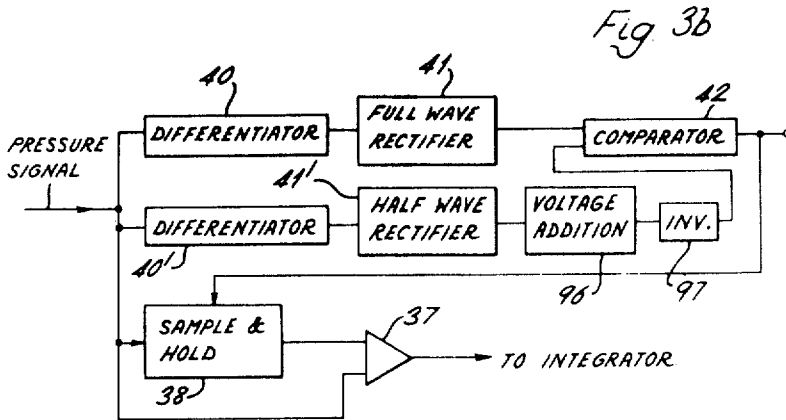 Fig 3b
40
41
42
PRESSURE
SIGNAL
DIFFERENTIATOR
FULL WAVE
RECTIFIER
COMPARATOR
41'
DIFFERENTIATOR
HALF WAVE
RECTIFIER
VOLTAGE
ADDITION
INV.
40'
96
97
SAMPLE &
HOLD
37
TO INTEGRATOR
38